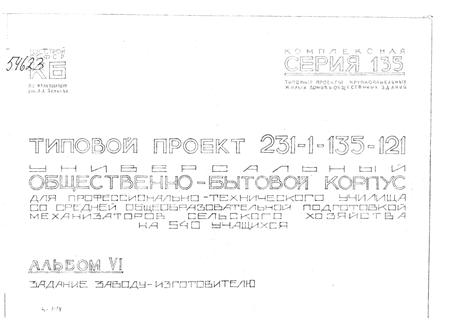 54623
КБ
КОМПЛЕКСНАЯ
СЕРИЯ 135
ТИПОВЫЕ ПРОЕКТЫ КРУПНОПАНЕЛЬНЫХ
ЖИЛЫХ ДОМОВ И ОБЩЕСТВЕННЫХ ЗДАНИЙ
ТИПОВОЙ ПРОЕКТ 231-1-135-121
УНИВЕРСАЛЬНЫЙ
ОБЩЕСТВЕННО-БЫТОВОЙ КОРПУС
ДЛЯ ПРОФЕССИОНАЛЬНО-ТЕХНИЧЕСКОГО УЧИЛИЩА
СО СРЕДНЕЙ ОБЩЕОБРАЗОВАТЕЛЬНОЙ ПОДГОТОВКОЙ
МЕХАНИЗАТОРОВ СЕЛЬСКОГО ХОЗЯЙСТВА
НА 540 УЧАЩИХСЯ
АЛЬБОМ VI
ЗАДАНИЕ ЗАВОДУ-ИЗГОТОВИТЕЛЮ